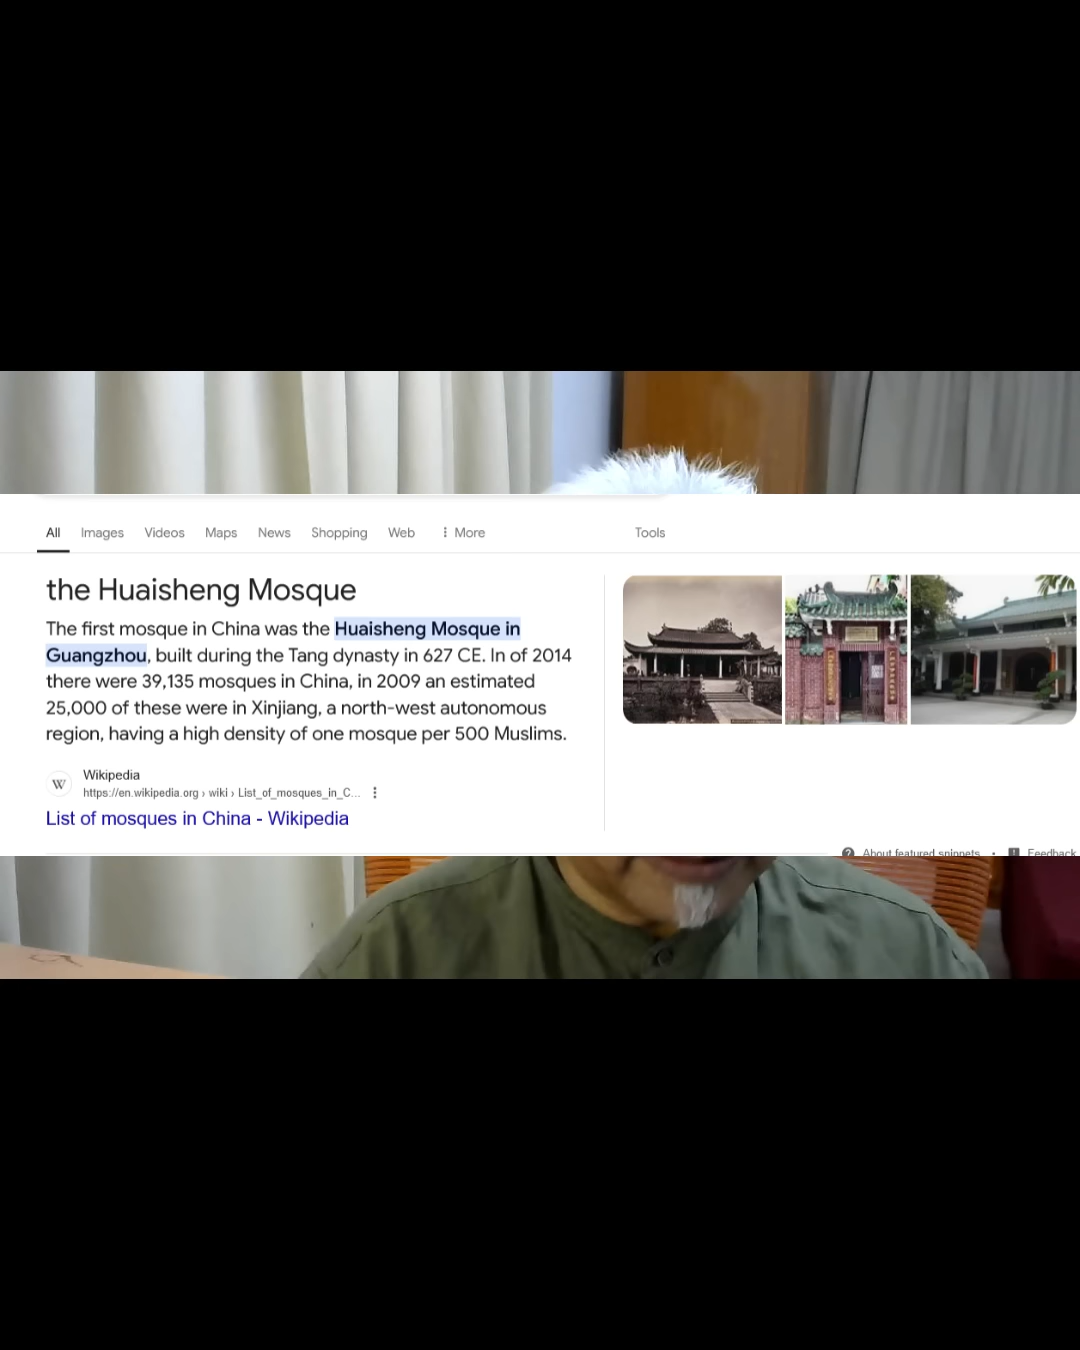 All Images Videos Maps News Shopping Web More Tools
the Huaisheng Mosque
The first mosque in China was the Huaisheng Mosque in
Guangzhou, built during the Tang dynasty in 627 CE. In of 2014
there were 39,135 mosques in China, in 2009 an estimated
25,000 of these were in Xinjiang, a north-west autonomous
region, having a high density of one mosque per 500 Muslims.
W Wikipedia
https://en.wikipedia.org › wiki › List_of_mosques_in_C...
List of mosques in China - Wikipedia
About featured snippets • Feedback